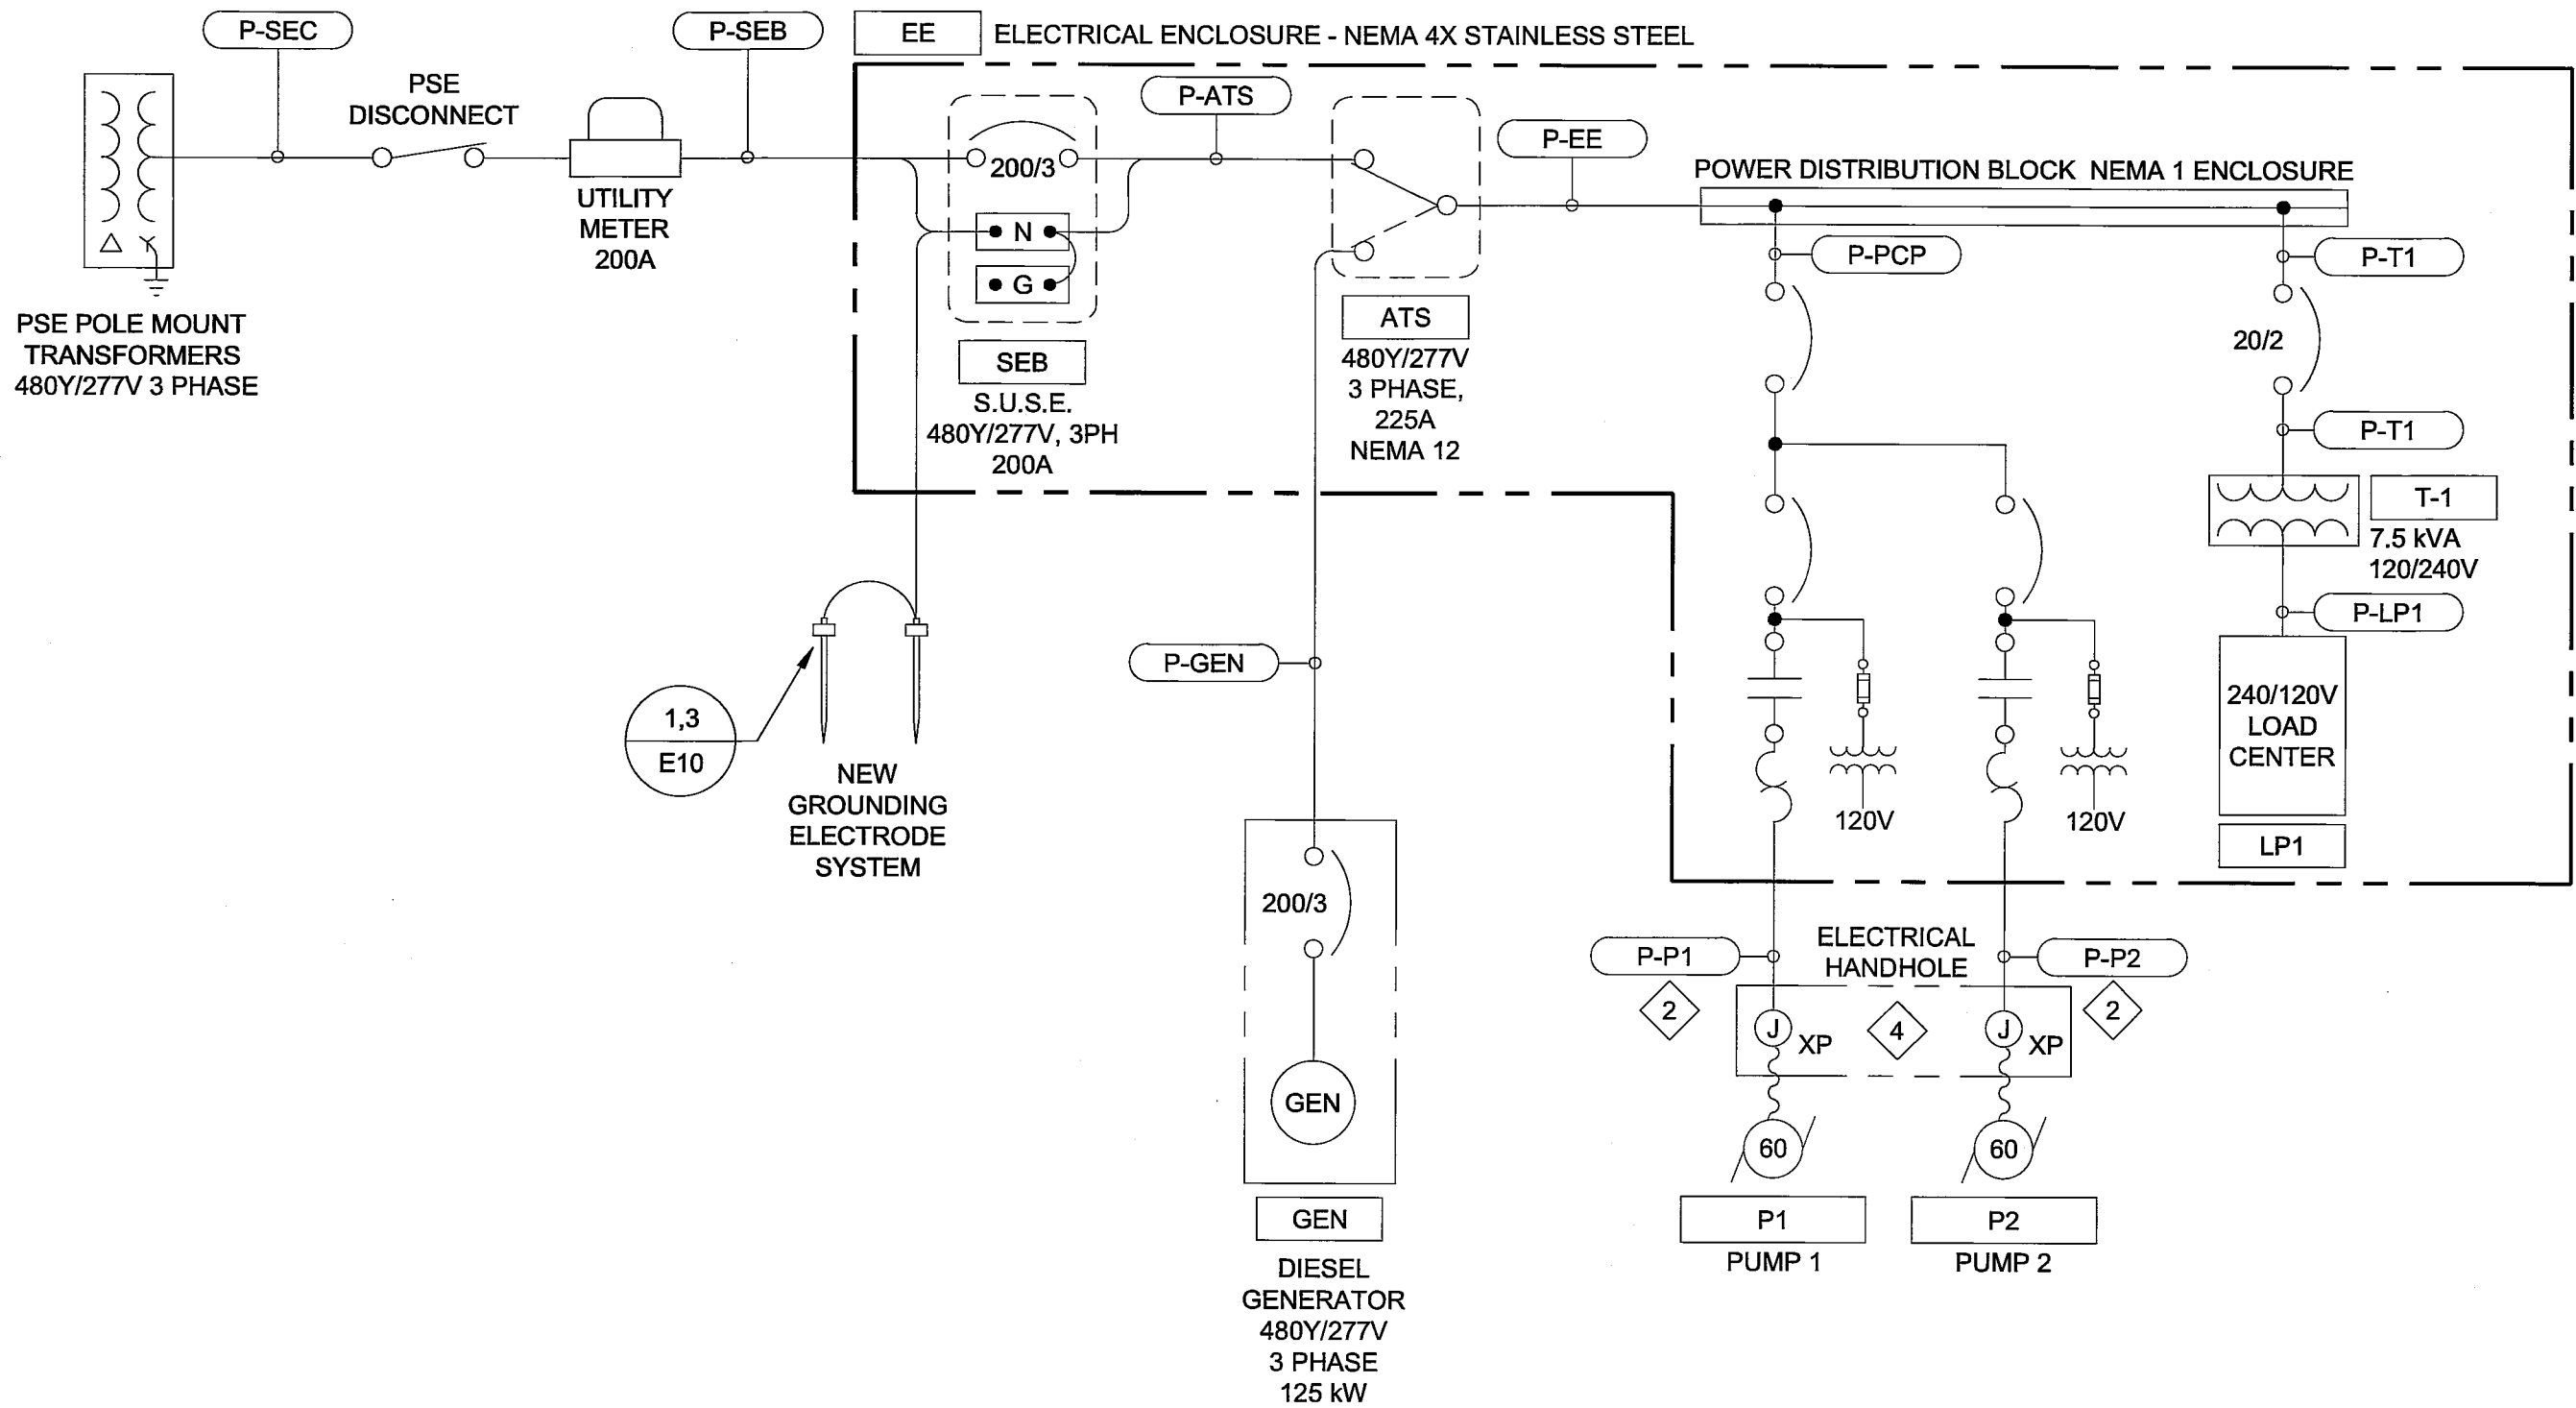 P-SEC
P-SEB
EE
ELECTRICAL ENCLOSURE - NEMA 4X STAINLESS STEEL
PSE
DISCONNECT
P-ATS
P-EE
200/3
UTILITY
METER
200A
N
G
POWER DISTRIBUTION BLOCK NEMA 1 ENCLOSURE
P-PCP
P-T1
PSE POLE MOUNT
TRANSFORMERS
480Y/277V 3 PHASE
SEB
S.U.S.E.
480Y/277V, 3PH
200A
ATS
480Y/277V
3 PHASE,
225A
NEMA 12
20/2
P-T1
T-1
7.5 kVA
120/240V
P-LP1
240/120V
LOAD
CENTER
LP1
120V
120V
P-GEN
1,3
E10
NEW
GROUNDING
ELECTRODE
SYSTEM
200/3
GEN
GEN
DIESEL
GENERATOR
480Y/277V
3 PHASE
125 kW
P-P1
ELECTRICAL
HANDHOLE
P-P2
2
4
2
J
XP
J
XP
60
60
P1
PUMP 1
P2
PUMP 2